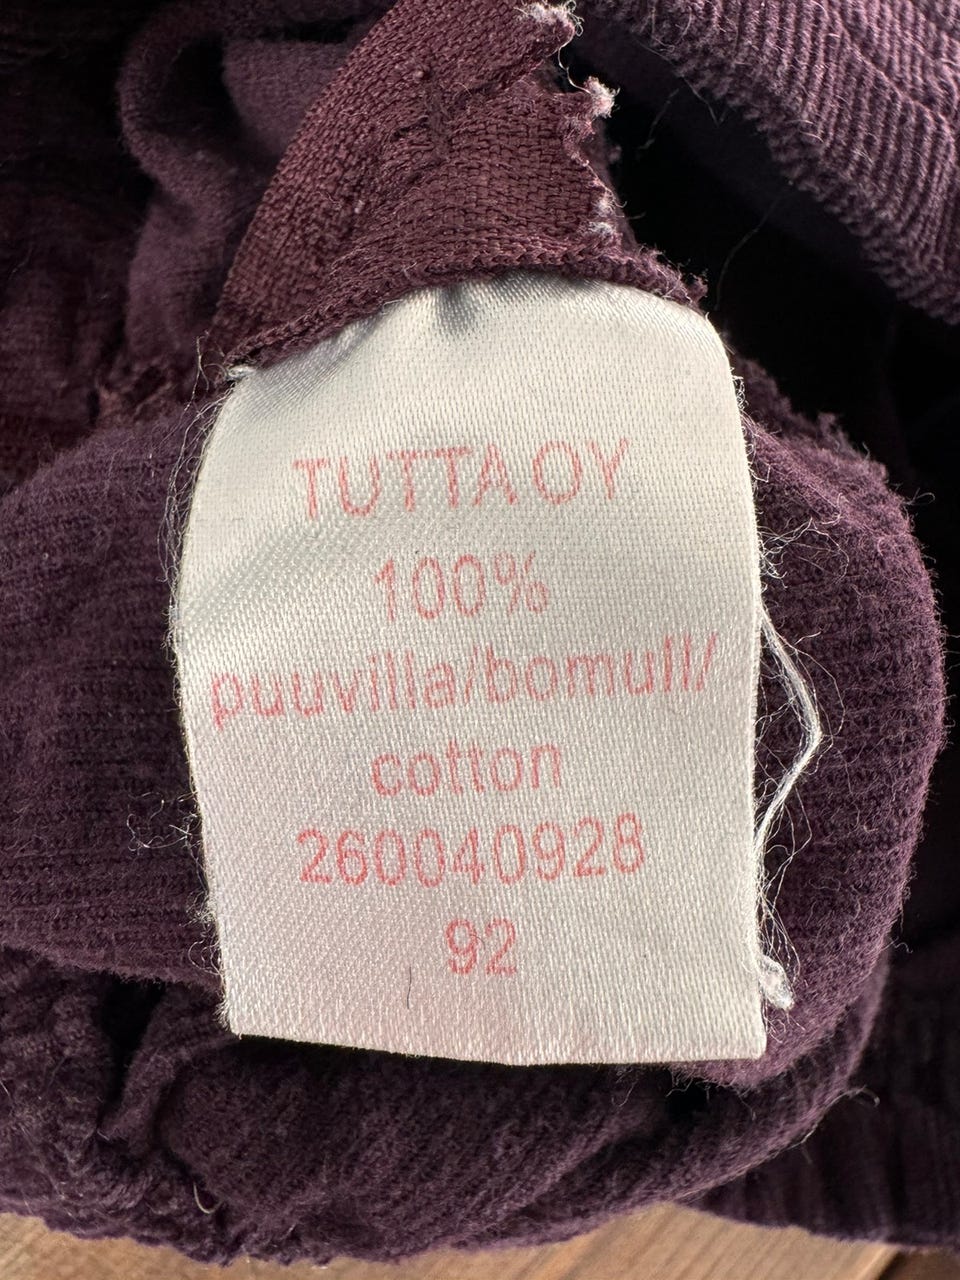 TUTTA OY
100%
puuvilla/bomull/
cotton
260040928
92